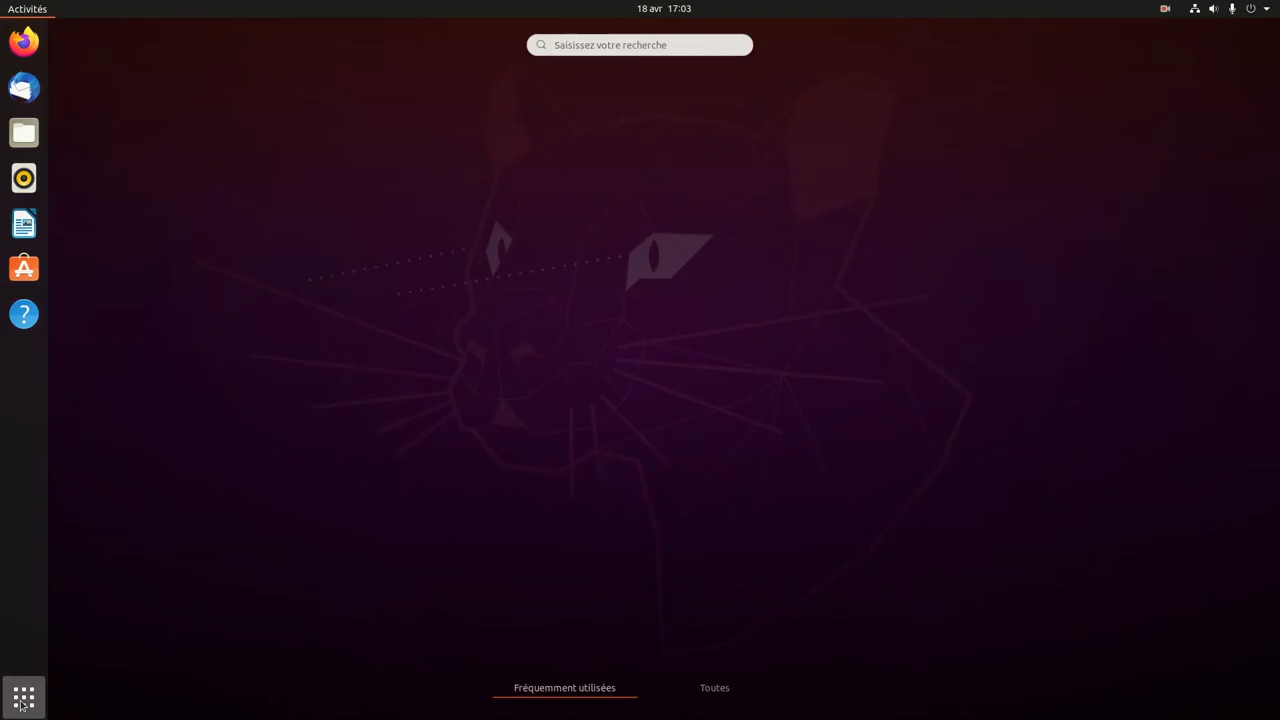 Activités
18 avr 17:03
Saisissez votre recherche
Fréquemment utilisées
Toutes